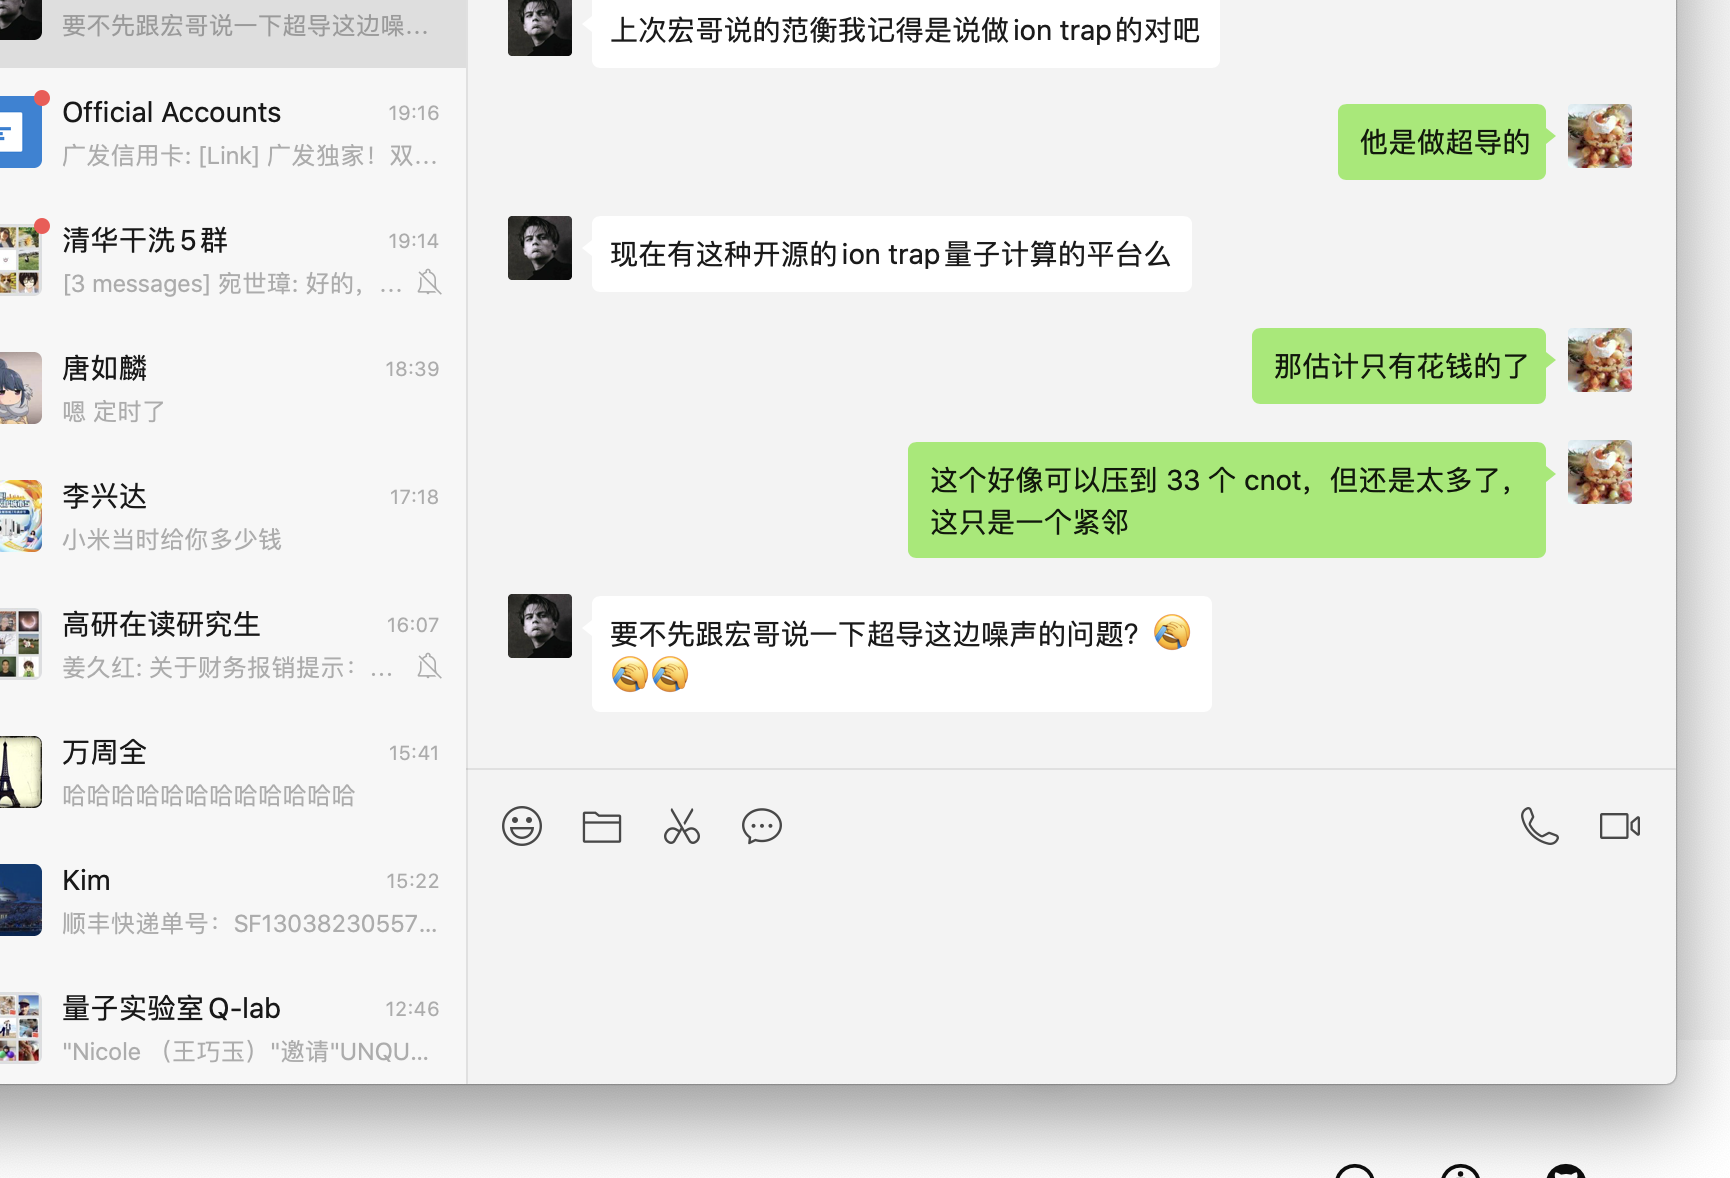 要不先跟宏哥说一下超导这边噪...
Official Accounts
19:16
广发信用卡: [Link] 广发独家！双...
清华干洗5群
19:14
[3 messages] 宛世璋: 好的，...
唐如麟
18:39
嗯 定时了
李兴达
17:18
小米当时给你多少钱
高研在读研究生
16:07
姜久红: 关于财务报销提示：...
万周全
15:41
哈哈哈哈哈哈哈哈哈哈哈哈
Kim
15:22
顺丰快递单号：SF13038230557...
量子实验室Q-lab
12:46
"Nicole （王巧玉）"邀请"UNQU...
上次宏哥说的范衡我记得是说做ion trap的对吧
他是做超导的
现在有这种开源的ion trap量子计算的平台么
那估计只有花钱的了
这个好像可以压到 33 个 cnot，但还是太多了，
这只是一个紧邻
要不先跟宏哥说一下超导这边噪声的问题？🤣
🤣🤣